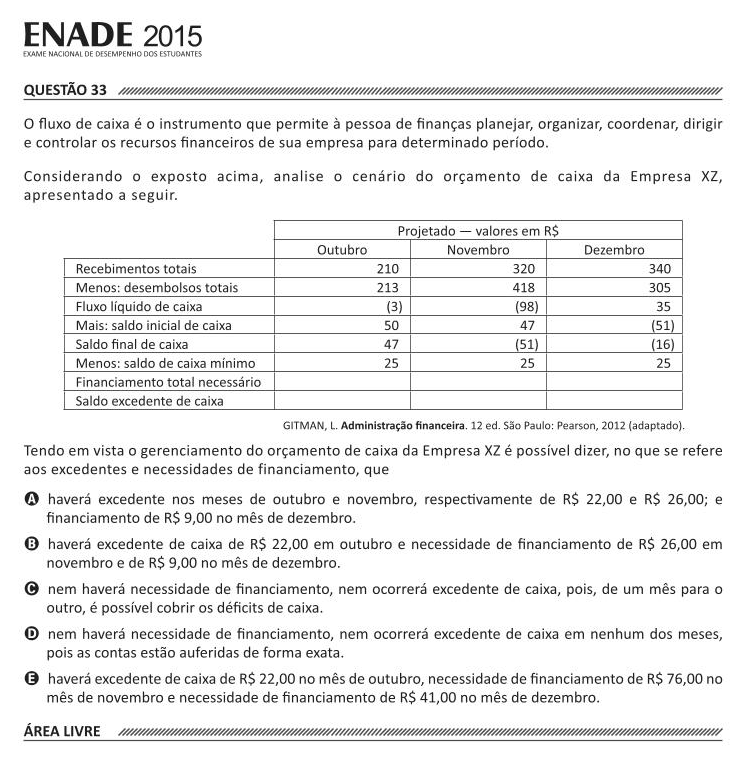 ENADE 2015
EXAME NACIONAL DE DESEMPENHO DOS ESTUDANTES
QUESTÃO 33
O fluxo de caixa é o instrumento que permite à pessoa de finanças planejar, organizar, coordenar, dirigir
e controlar os recursos financeiros de sua empresa para determinado período.
Considerando o exposto acima, analise o cenário do orçamento de caixa da Empresa XZ,
apresentado a seguir.
Projetado — valores em R$
Outubro Novembro Dezembro
Recebimentos totais 210 320 340
Menos: desembolsos totais 213 418 305
Fluxo líquido de caixa (3) (98) 35
Mais: saldo inicial de caixa 50 47 (51)
Saldo final de caixa 47 (51) (16)
Menos: saldo de caixa mínimo 25 25 25
Financiamento total necessário
Saldo excedente de caixa
GITMAN, L. Administração financeira. 12 ed. São Paulo: Pearson, 2012 (adaptado).
Tendo em vista o gerenciamento do orçamento de caixa da Empresa XZ é possível dizer, no que se refere
aos excedentes e necessidades de financiamento, que
A haverá excedente nos meses de outubro e novembro, respectivamente de R$ 22,00 e R$ 26,00; e
financiamento de R$ 9,00 no mês de dezembro.
B haverá excedente de caixa de R$ 22,00 em outubro e necessidade de financiamento de R$ 26,00 em
novembro e de R$ 9,00 no mês de dezembro.
C nem haverá necessidade de financiamento, nem ocorrerá excedente de caixa, pois, de um mês para o
outro, é possível cobrir os déficits de caixa.
D nem haverá necessidade de financiamento, nem ocorrerá excedente de caixa em nenhum dos meses,
pois as contas estão auferidas de forma exata.
E haverá excedente de caixa de R$ 22,00 no mês de outubro, necessidade de financiamento de R$ 76,00 no
mês de novembro e necessidade de financiamento de R$ 41,00 no mês de dezembro.
ÁREA LIVRE